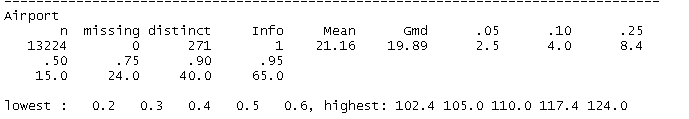 --------------------------------------------------------------------------------
Airport
n missing distinct Info Mean Gmd .05 .10 .25
13224 0 271 1 21.16 19.89 2.5 4.0 8.4
.50 .75 .90 .95
15.0 24.0 40.0 65.0
lowest : 0.2 0.3 0.4 0.5 0.6, highest: 102.4 105.0 110.0 117.4 124.0